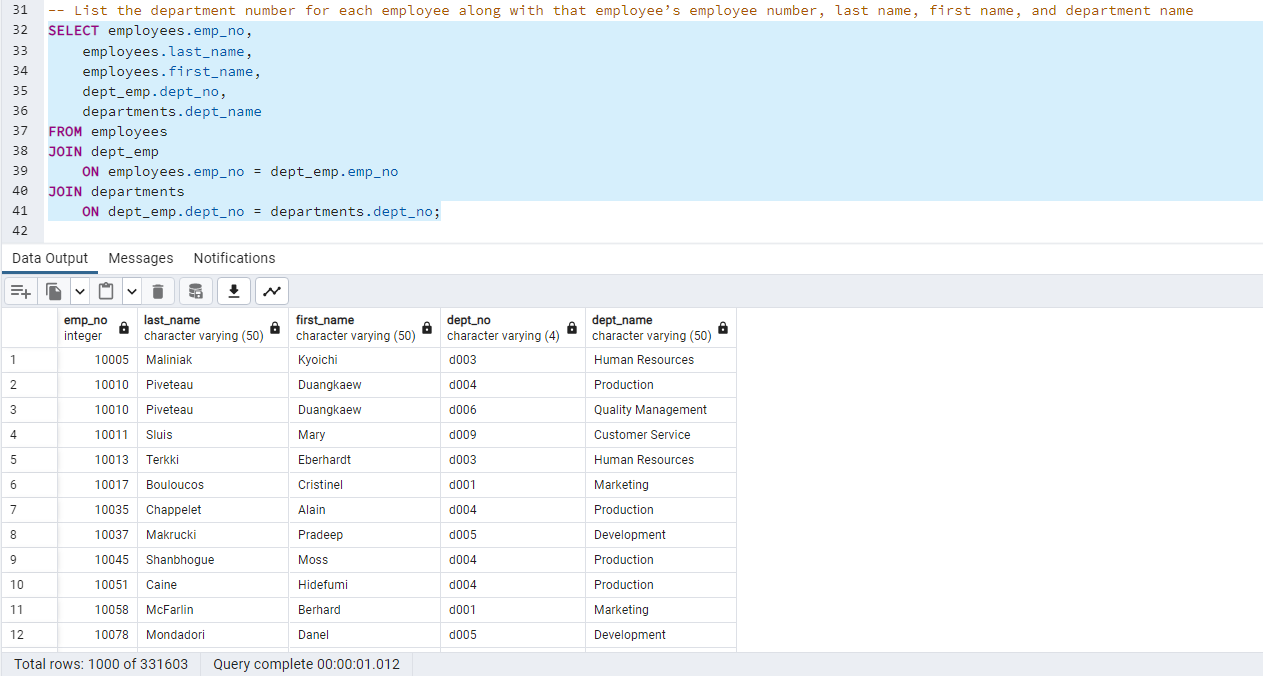 31 -- List the department number for each employee along with that employee’s employee number, last name, first name, and department name
32 SELECT employees.emp_no,
33 employees.last_name,
34 employees.first_name,
35 dept_emp.dept_no,
36 departments.dept_name
37 FROM employees
38 JOIN dept_emp
39 ON employees.emp_no = dept_emp.emp_no
40 JOIN departments
41 ON dept_emp.dept_no = departments.dept_no;
42
Data Output Messages Notifications
emp_no last_name first_name dept_no dept_name
integer character varying (50) character varying (50) character varying (4) character varying (50)
1 10005 Maliniak Kyoichi d003 Human Resources
2 10010 Piveteau Duangkaew d004 Production
3 10010 Piveteau Duangkaew d006 Quality Management
4 10011 Sluis Mary d009 Customer Service
5 10013 Terkki Eberhardt d003 Human Resources
6 10017 Bouloucos Cristinel d001 Marketing
7 10035 Chappelet Alain d004 Production
8 10037 Makrucki Pradeep d005 Development
9 10045 Shanbhogue Moss d004 Production
10 10051 Caine Hidefumi d004 Production
11 10058 McFarlin Berhard d001 Marketing
12 10078 Mondadori Danel d005 Development
Total rows: 1000 of 331603 Query complete 00:00:01.012